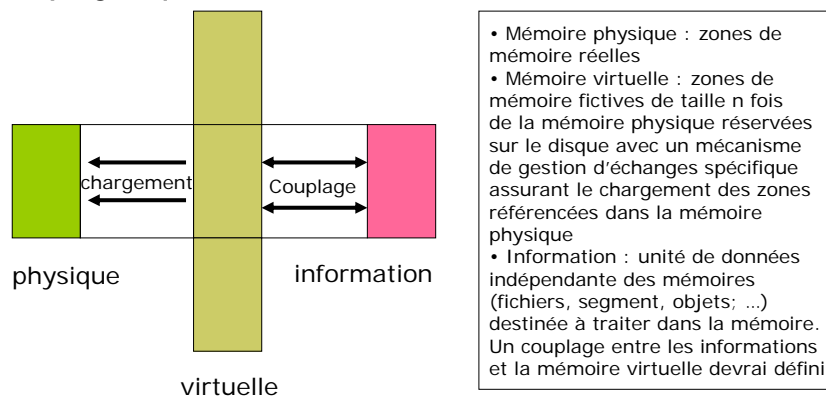 chargement
Couplage
physique
information
virtuelle
• Mémoire physique : zones de
mémoire réelles
• Mémoire virtuelle : zones de
mémoire fictives de taille n fois
de la mémoire physique réservées
sur le disque avec un mécanisme
de gestion d'échanges spécifique
assurant le chargement des zones
référencées dans la mémoire
physique
• Information : unité de données
indépendante des mémoires
(fichiers, segment, objets; ...)
destinée à traiter dans la mémoire.
Un couplage entre les informations
et la mémoire virtuelle devrai défini